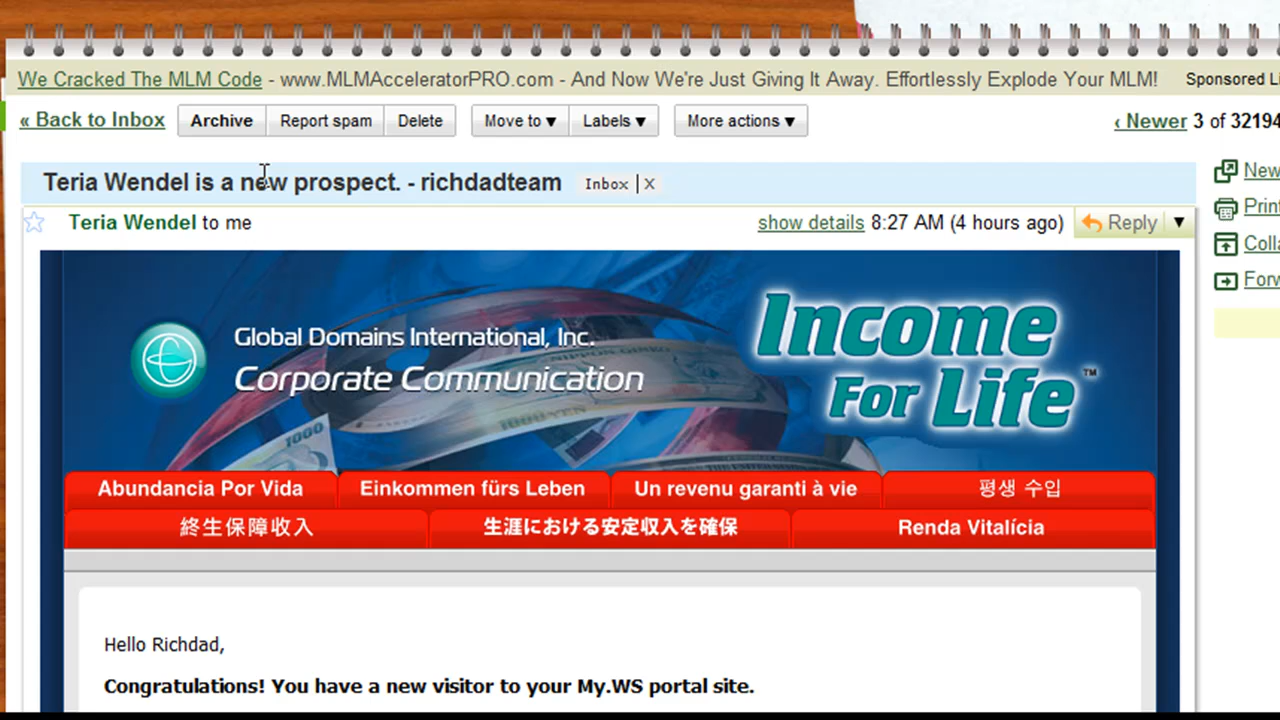 We Cracked The MLM Code - www.MLMAcceleratorPRO.com - And Now We're Just Giving It Away. Effortlessly Explode Your MLM! Sponsored
« Back to Inbox Archive Report spam Delete Move to ▼ Labels ▼ More actions ▼ ‹ Newer 3 of 32194
Teria Wendel is a new prospect. - richdadteam Inbox | X
New
Teria Wendel to me show details 8:27 AM (4 hours ago) Reply ▼
Print
Colla
Forw
Global Domains International, Inc.
Corporate Communication
Income
For Life™
1000
NIPPON GINKO
1000YEN
Abundancia Por Vida Einkommen fürs Leben Un revenu garanti à vie 평생 수입
終生保障收入 生涯における安定収入を確保 Renda Vitalícia
Hello Richdad,
Congratulations! You have a new visitor to your My.WS portal site.